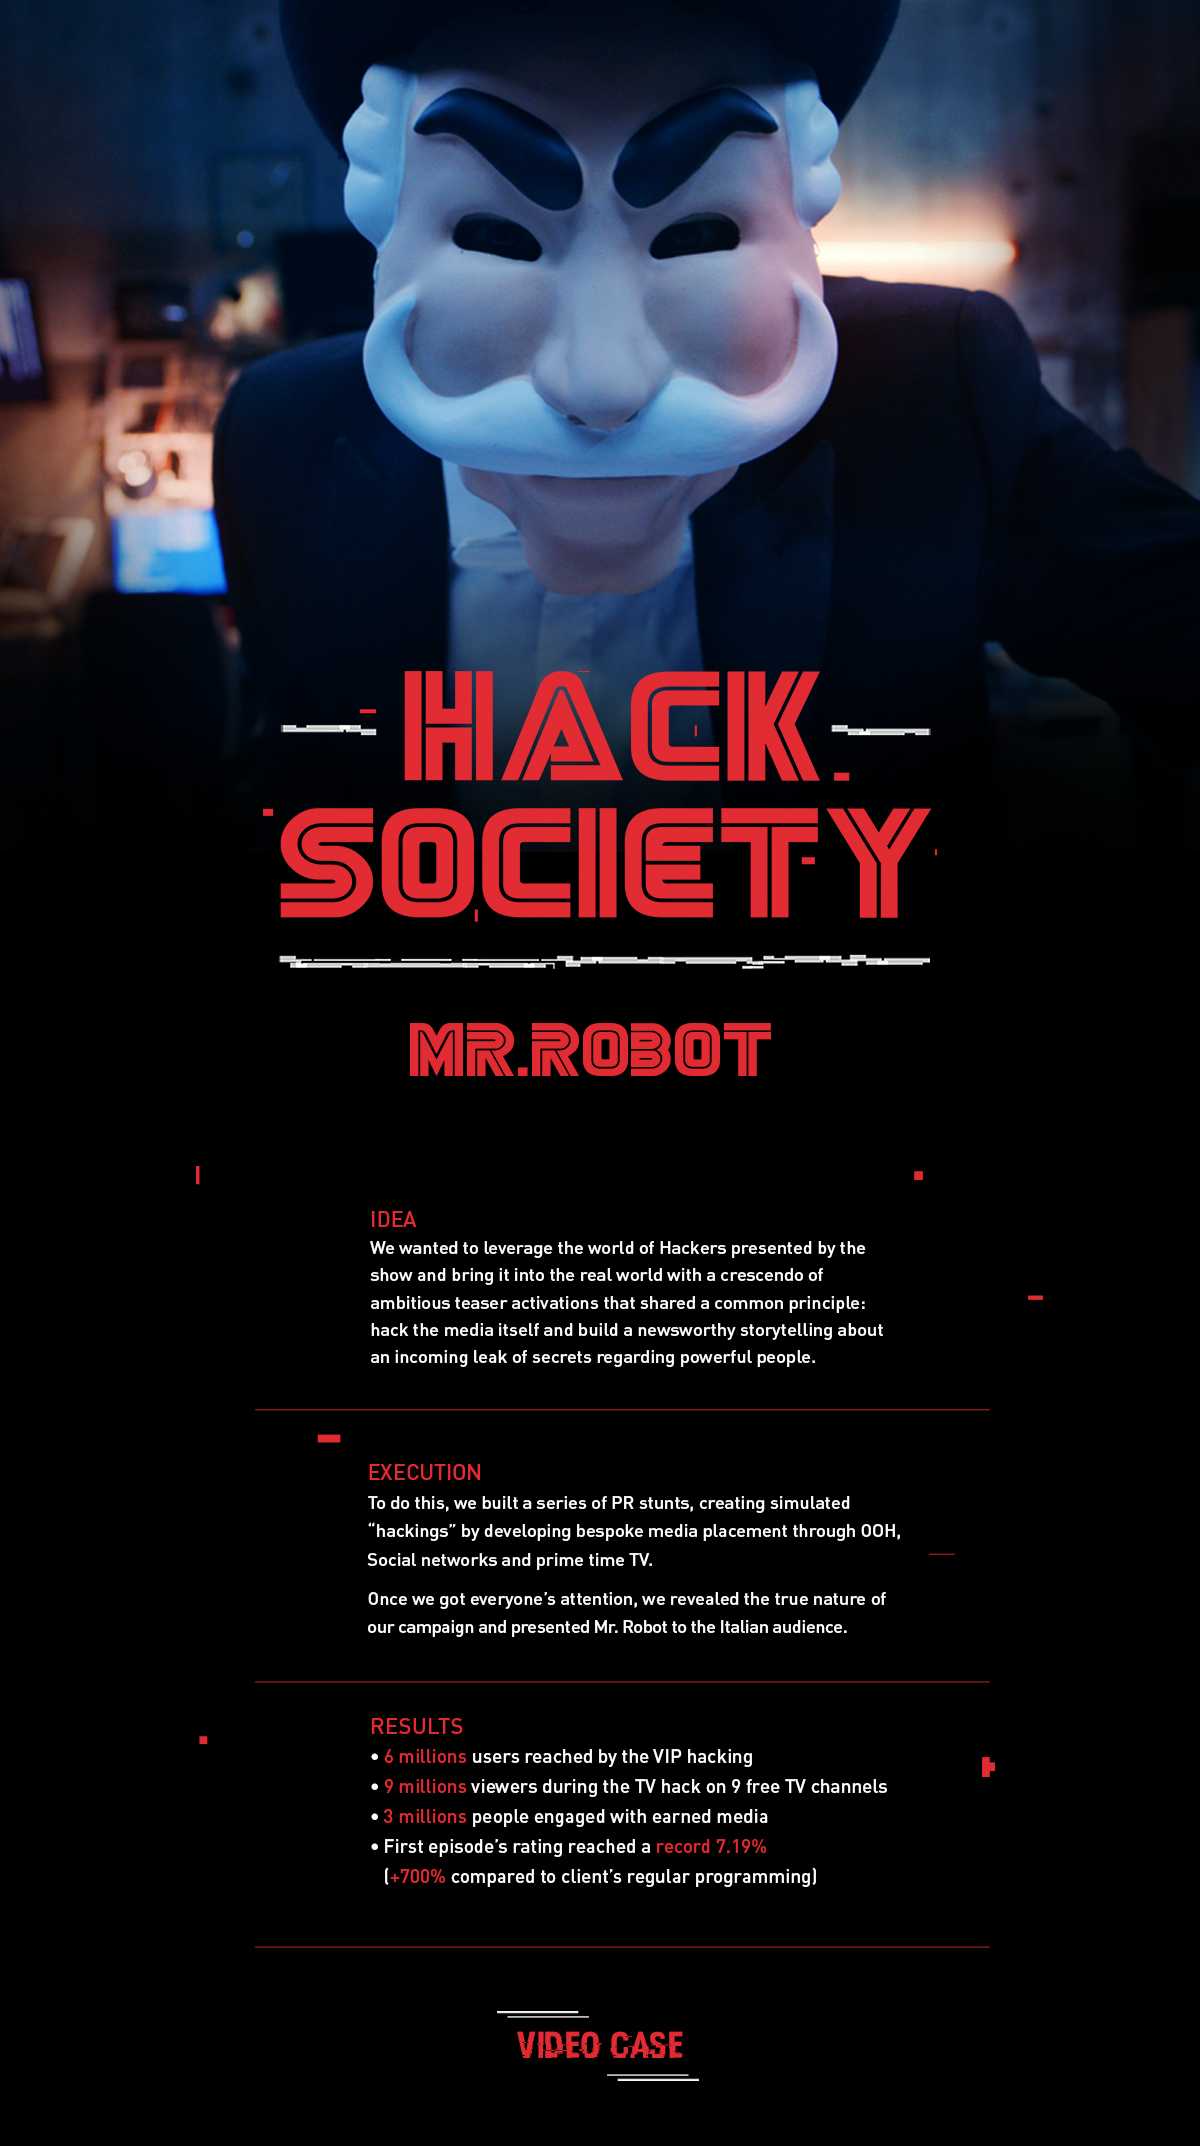 HACK
SOCIETY
MR.ROBOT
IDEA
We wanted to leverage the world of Hackers presented by the
show and bring it into the real world with a crescendo of
ambitious teaser activations that shared a common principle:
hack the media itself and build a newsworthy storytelling about
an incoming leak of secrets regarding powerful people.
EXECUTION
To do this, we built a series of PR stunts, creating simulated
“hackings” by developing bespoke media placement through OOH,
Social networks and prime time TV.
Once we got everyone’s attention, we revealed the true nature of
our campaign and presented Mr. Robot to the Italian audience.
RESULTS
• 6 millions users reached by the VIP hacking
• 9 millions viewers during the TV hack on 9 free TV channels
• 3 millions people engaged with earned media
• First episode’s rating reached a record 7.19%
(+700% compared to client’s regular programming)
VIDEO CASE